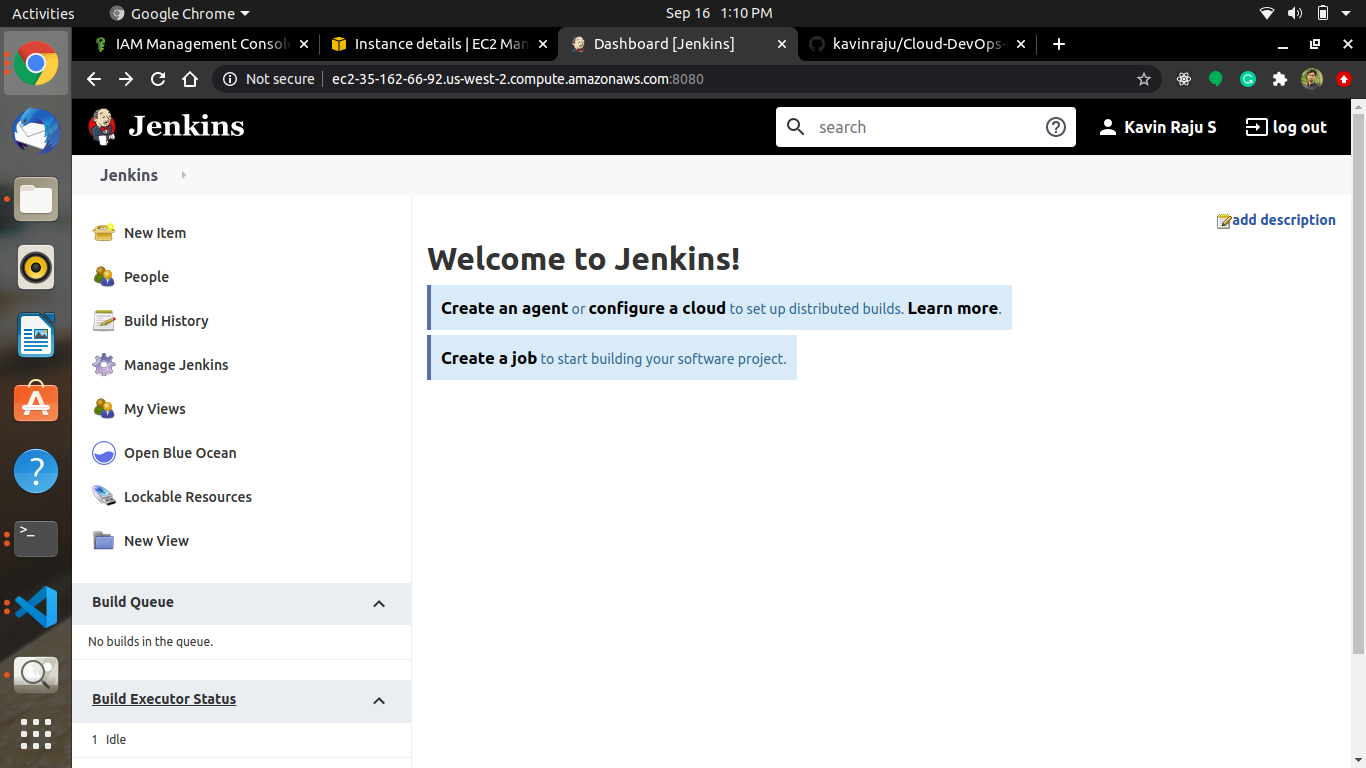 Activities
Google Chrome
Sep 16 1:10 PM
IAM Management Consol
Instance details | EC2 Man
Dashboard [Jenkins]
kavinraju/Cloud-DevOps-
Not secure
ec2-35-162-66-92.us-west-2.compute.amazonaws.com:8080
Jenkins
search
Kavin Raju S
log out
Jenkins
New Item
People
Build History
Manage Jenkins
My Views
Open Blue Ocean
Lockable Resources
New View
Build Queue
No builds in the queue.
Build Executor Status
1 Idle
add description
Welcome to Jenkins!
Create an agent or configure a cloud to set up distributed builds. Learn more.
Create a job to start building your software project.